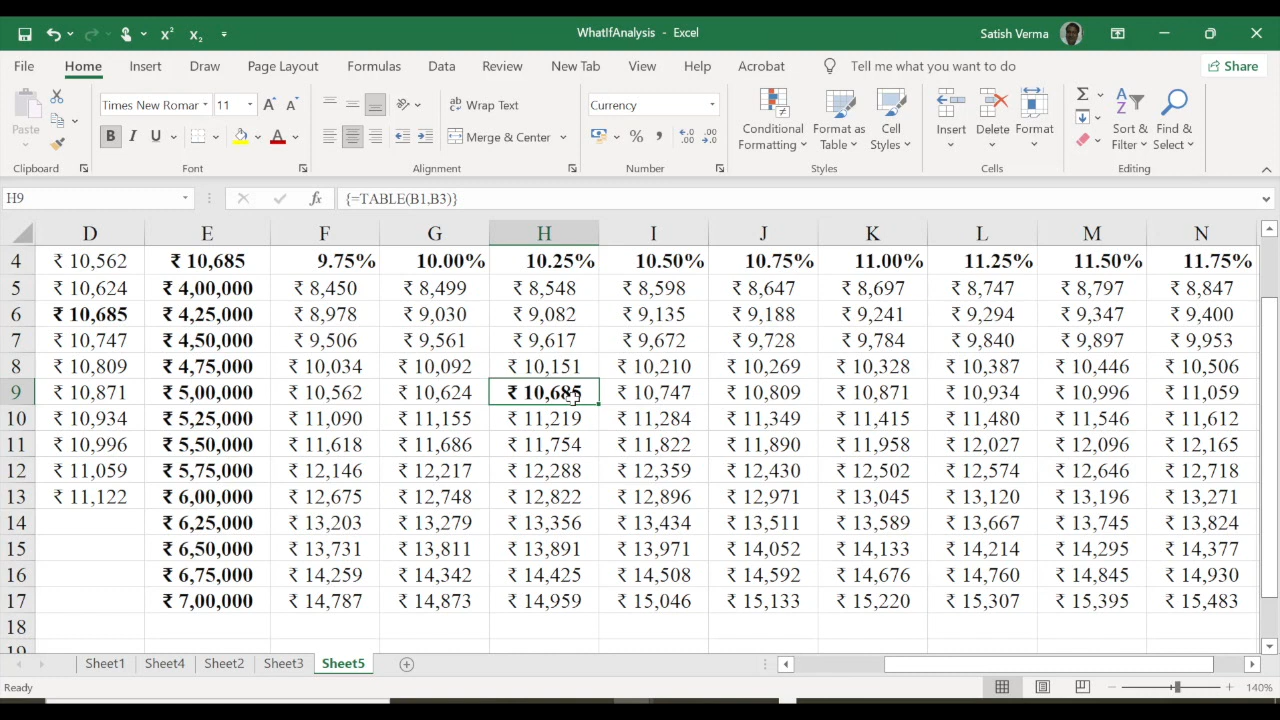 WhatIfAnalysis - Excel
Satish Verma
File Home Insert Draw Page Layout Formulas Data Review New Tab View Help Acrobat Tell me what you want to do Share
Paste
Times New Romar 11
Wrap Text
Merge & Center
Currency
Conditional Formatting
Format as Table
Cell Styles
Insert Delete Format
Sort & Filter
Find & Select
Clipboard Font Alignment Number Styles Cells Editing
H9 fx {=TABLE(B1,B3)}
D E F G H I J K L M N
4 ₹ 10,562 ₹ 10,685 9.75% 10.00% 10.25% 10.50% 10.75% 11.00% 11.25% 11.50% 11.75%
5 ₹ 10,624 ₹ 4,00,000 ₹ 8,450 ₹ 8,499 ₹ 8,548 ₹ 8,598 ₹ 8,647 ₹ 8,697 ₹ 8,747 ₹ 8,797 ₹ 8,847
6 ₹ 10,685 ₹ 4,25,000 ₹ 8,978 ₹ 9,030 ₹ 9,082 ₹ 9,135 ₹ 9,188 ₹ 9,241 ₹ 9,294 ₹ 9,347 ₹ 9,400
7 ₹ 10,747 ₹ 4,50,000 ₹ 9,506 ₹ 9,561 ₹ 9,617 ₹ 9,672 ₹ 9,728 ₹ 9,784 ₹ 9,840 ₹ 9,897 ₹ 9,953
8 ₹ 10,809 ₹ 4,75,000 ₹ 10,034 ₹ 10,092 ₹ 10,151 ₹ 10,210 ₹ 10,269 ₹ 10,328 ₹ 10,387 ₹ 10,446 ₹ 10,506
9 ₹ 10,871 ₹ 5,00,000 ₹ 10,562 ₹ 10,624 ₹ 10,685 ₹ 10,747 ₹ 10,809 ₹ 10,871 ₹ 10,934 ₹ 10,996 ₹ 11,059
10 ₹ 10,934 ₹ 5,25,000 ₹ 11,090 ₹ 11,155 ₹ 11,219 ₹ 11,284 ₹ 11,349 ₹ 11,415 ₹ 11,480 ₹ 11,546 ₹ 11,612
11 ₹ 10,996 ₹ 5,50,000 ₹ 11,618 ₹ 11,686 ₹ 11,754 ₹ 11,822 ₹ 11,890 ₹ 11,958 ₹ 12,027 ₹ 12,096 ₹ 12,165
12 ₹ 11,059 ₹ 5,75,000 ₹ 12,146 ₹ 12,217 ₹ 12,288 ₹ 12,359 ₹ 12,430 ₹ 12,502 ₹ 12,574 ₹ 12,646 ₹ 12,718
13 ₹ 11,122 ₹ 6,00,000 ₹ 12,675 ₹ 12,748 ₹ 12,822 ₹ 12,896 ₹ 12,971 ₹ 13,045 ₹ 13,120 ₹ 13,196 ₹ 13,271
14 ₹ 6,25,000 ₹ 13,203 ₹ 13,279 ₹ 13,356 ₹ 13,434 ₹ 13,511 ₹ 13,589 ₹ 13,667 ₹ 13,745 ₹ 13,824
15 ₹ 6,50,000 ₹ 13,731 ₹ 13,811 ₹ 13,891 ₹ 13,971 ₹ 14,052 ₹ 14,133 ₹ 14,214 ₹ 14,295 ₹ 14,377
16 ₹ 6,75,000 ₹ 14,259 ₹ 14,342 ₹ 14,425 ₹ 14,508 ₹ 14,592 ₹ 14,676 ₹ 14,760 ₹ 14,845 ₹ 14,930
17 ₹ 7,00,000 ₹ 14,787 ₹ 14,873 ₹ 14,959 ₹ 15,046 ₹ 15,133 ₹ 15,220 ₹ 15,307 ₹ 15,395 ₹ 15,483
18
Sheet1 Sheet4 Sheet2 Sheet3 Sheet5
Ready 140%